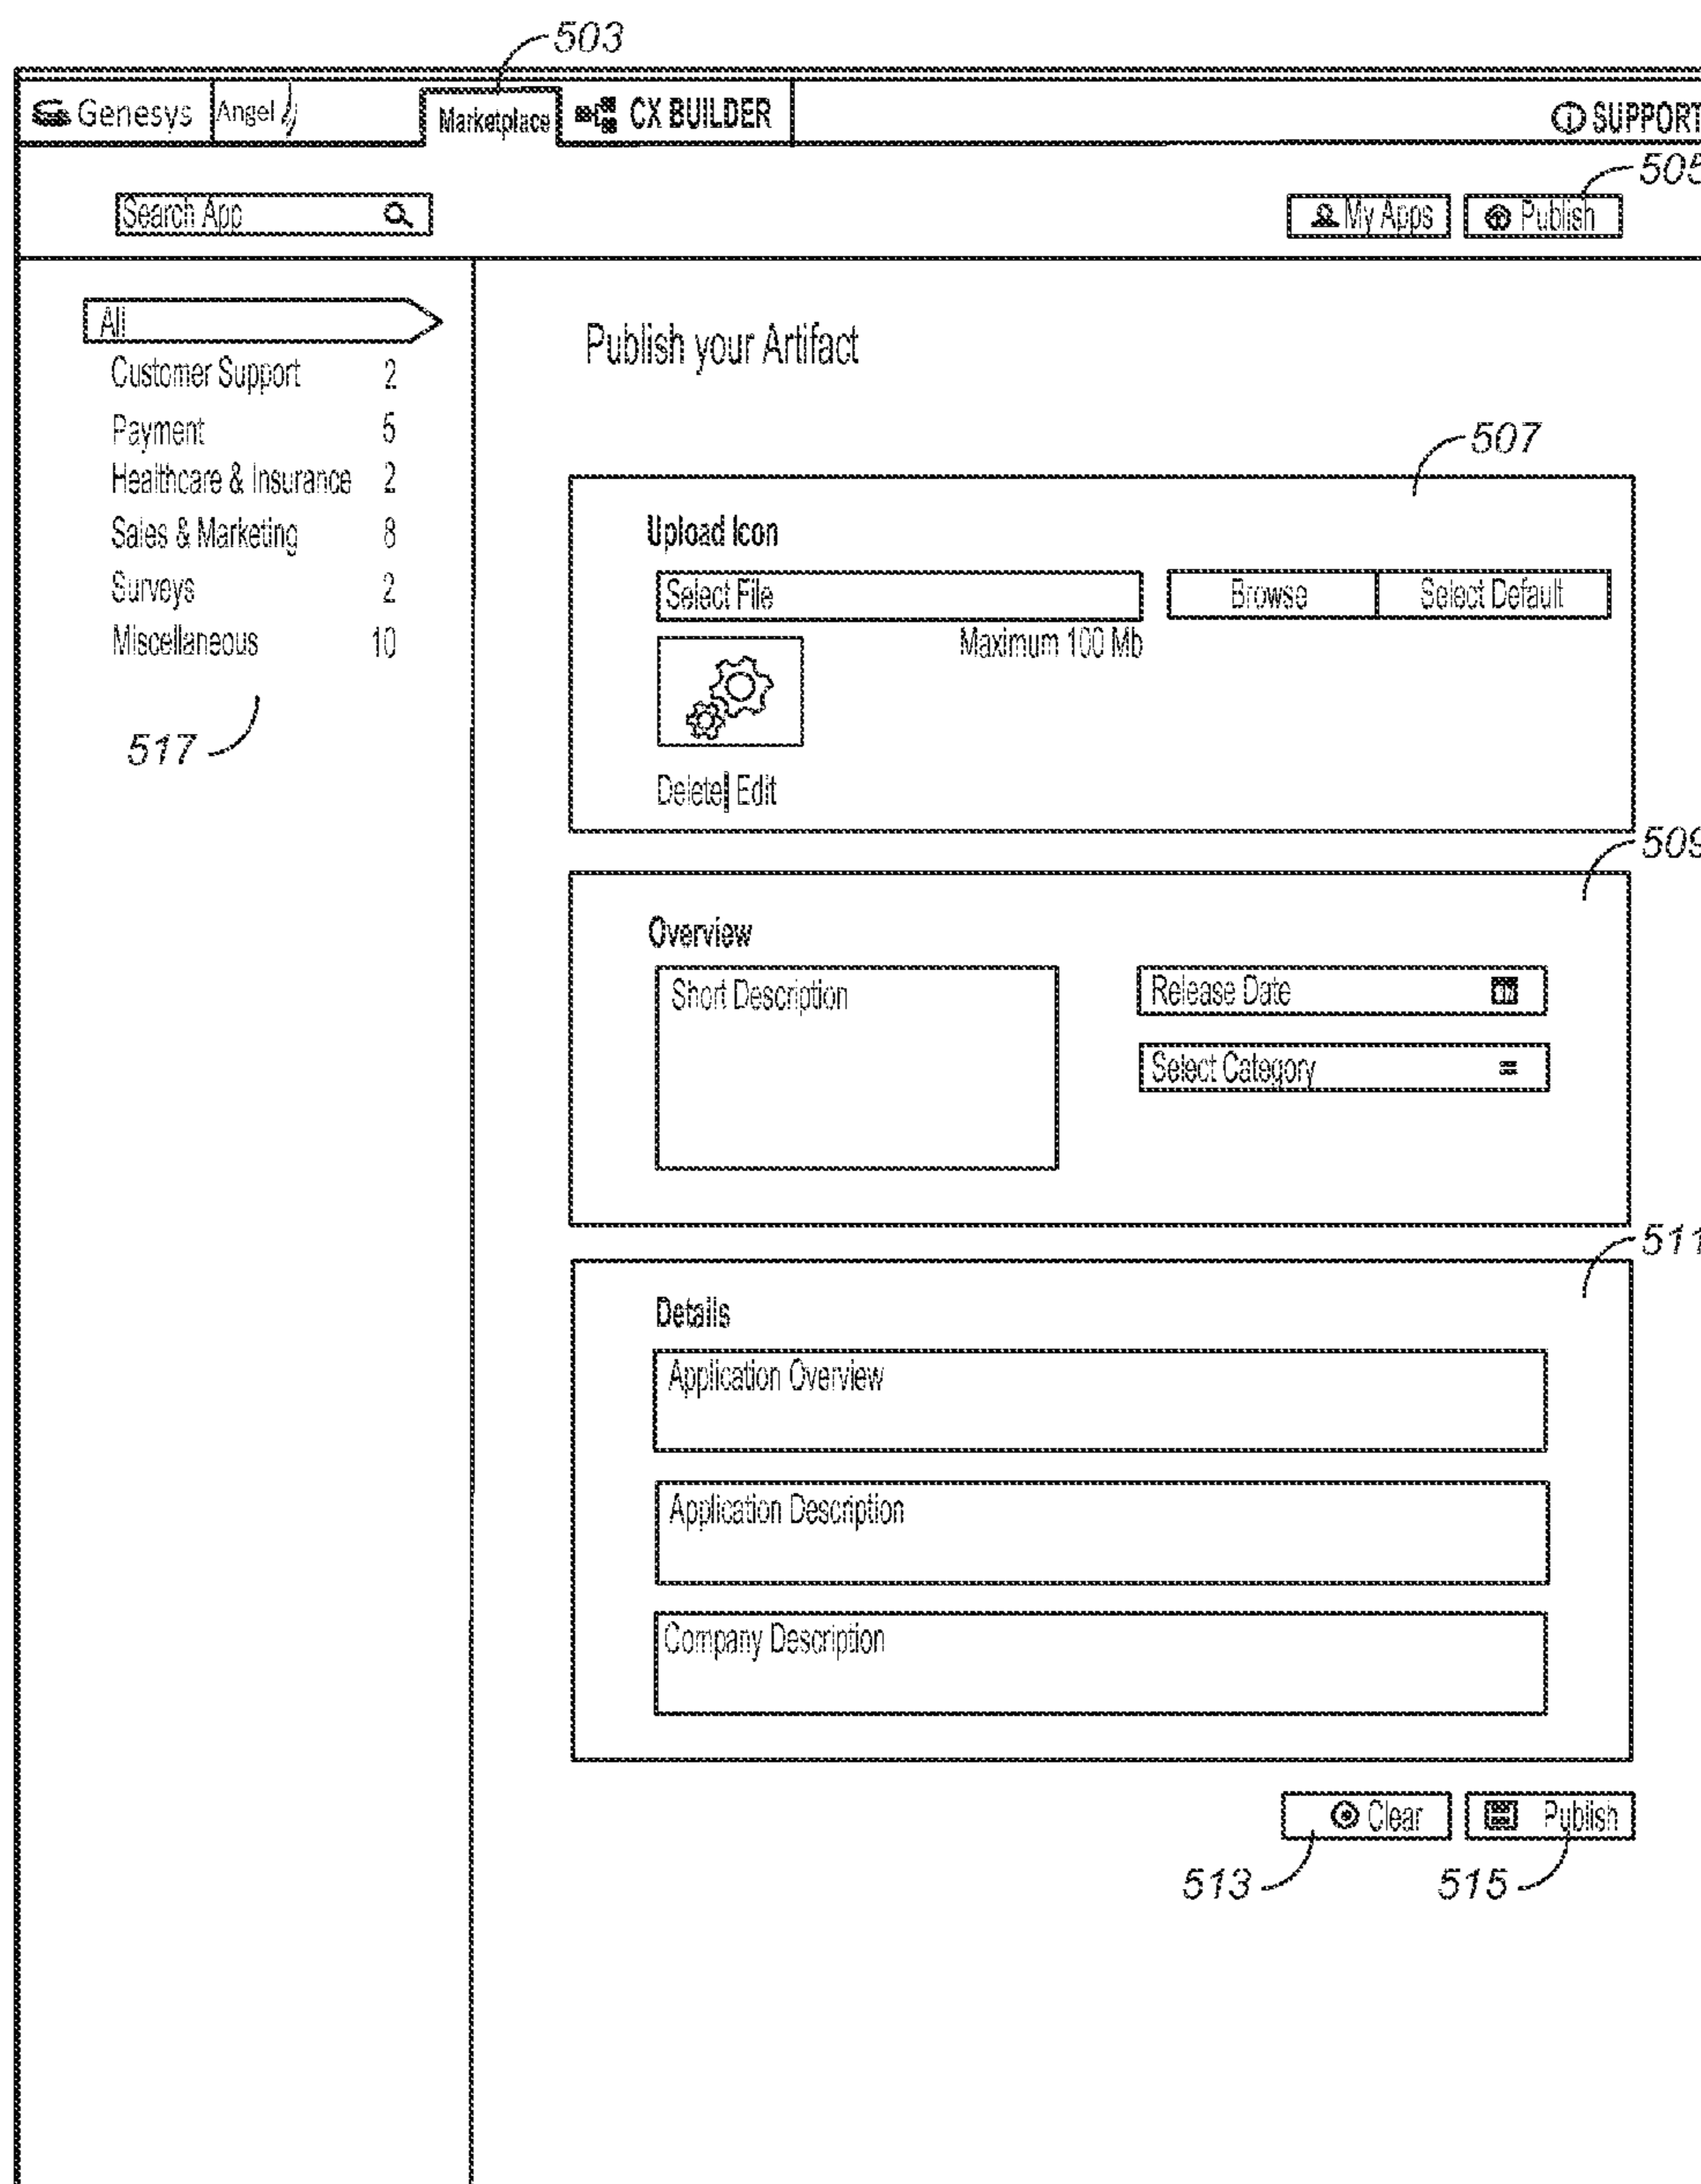 503
Genesys Angel Marketplace CX BUILDER SUPPORT
505
Search App My Apps Publish
All
Customer Support 2
Payment 5
Healthcare & Insurance 2
Sales & Marketing 8
Surveys 2
Miscellaneous 10
517
Publish your Artifact
507
Upload Icon
Select File Browse Select Default
Maximum 100 Mb
Delete| Edit
509
Overview
Short Description
Release Date
Select Category
511
Details
Application Overview
Application Description
Company Description
Clear Publish
513 515